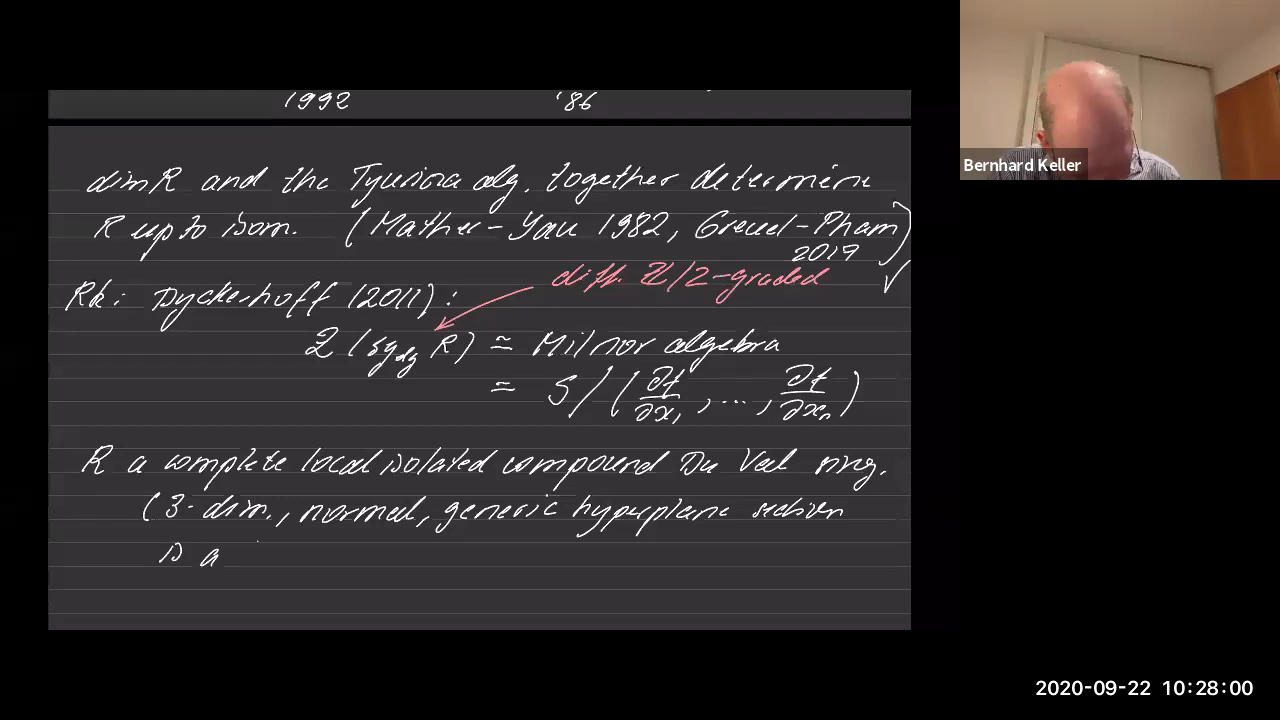 1992 '86
dim R and the Tyurina alg. together determine
R up to isom. (Mather-Yau 1982, Greuel-Pham)
2019
diff. Z/2-graded
Rk: Dyckerhoff (2011):
Z(sg_dg R) ≃ Milnor algebra
= S/(∂f/∂x₁, ..., ∂f/∂xₙ)
R a complete local isolated compound Du Val ring.
(3-dim., normal, generic hyperplane section
is a
Bernhard Keller
2020-09-22 10:28:00